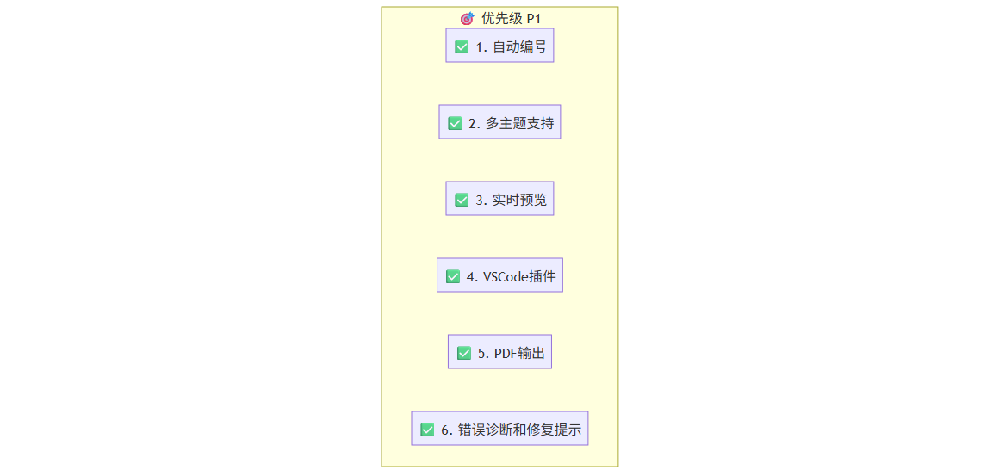 🎯 优先级 P1
✅ 1. 自动编号
✅ 2. 多主题支持
✅ 3. 实时预览
✅ 4. VSCode插件
✅ 5. PDF输出
✅ 6. 错误诊断和修复提示